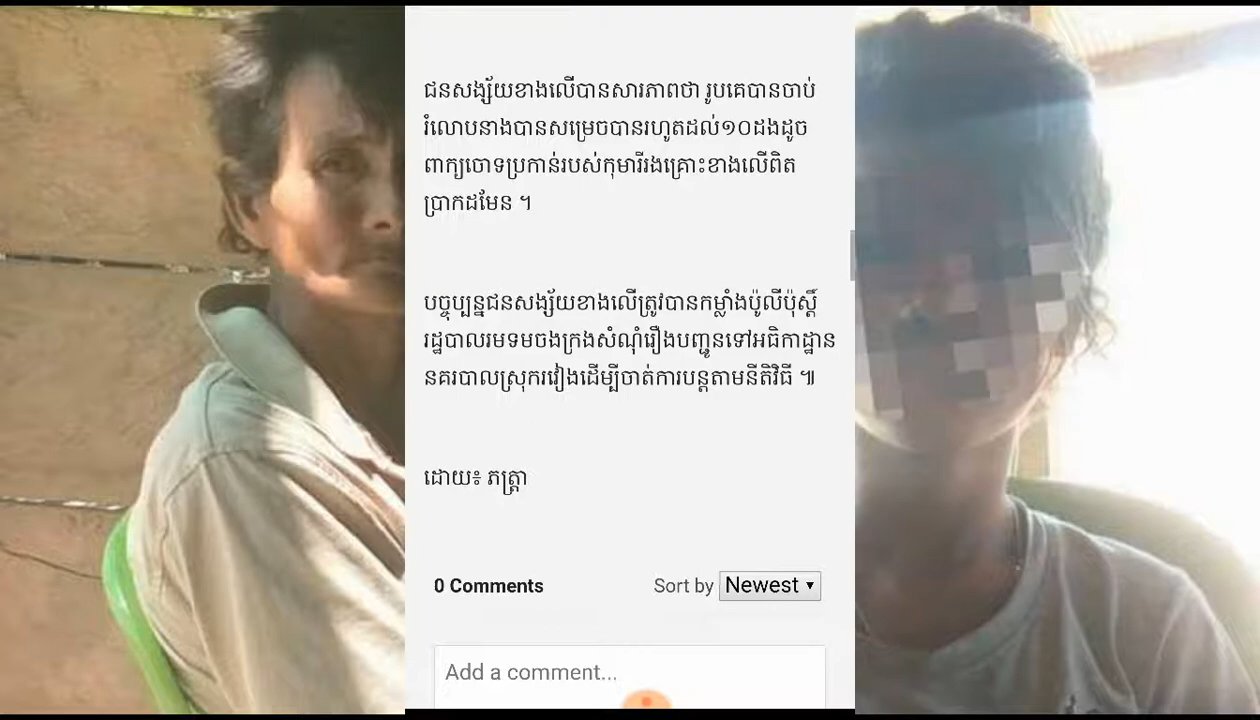 ជនសង្ស័យខាងលើបានសារភាពថា រូបគេបានចាប់
រំលោបនាងបានសម្រេចបានរហូតដល់១០ដងដូច
ពាក្យចោទប្រកាន់របស់កុមារីរងគ្រោះខាងលើពិត
ប្រាកដមែន ។
បច្ចុប្បន្នជនសង្ស័យខាងលើត្រូវបានកម្លាំងប៉ូលីប៉ុស្តិ៍
រដ្ឋបាលរមទមចងក្រងសំណុំរឿងបញ្ជូនទៅអធិកាដ្ឋាន
នគរបាលស្រុករវៀងដើម្បីចាត់ការបន្តតាមនីតិវិធី ៕
ដោយ៖ ភត្ត្រា
0 Comments
Sort by Newest
Add a comment...